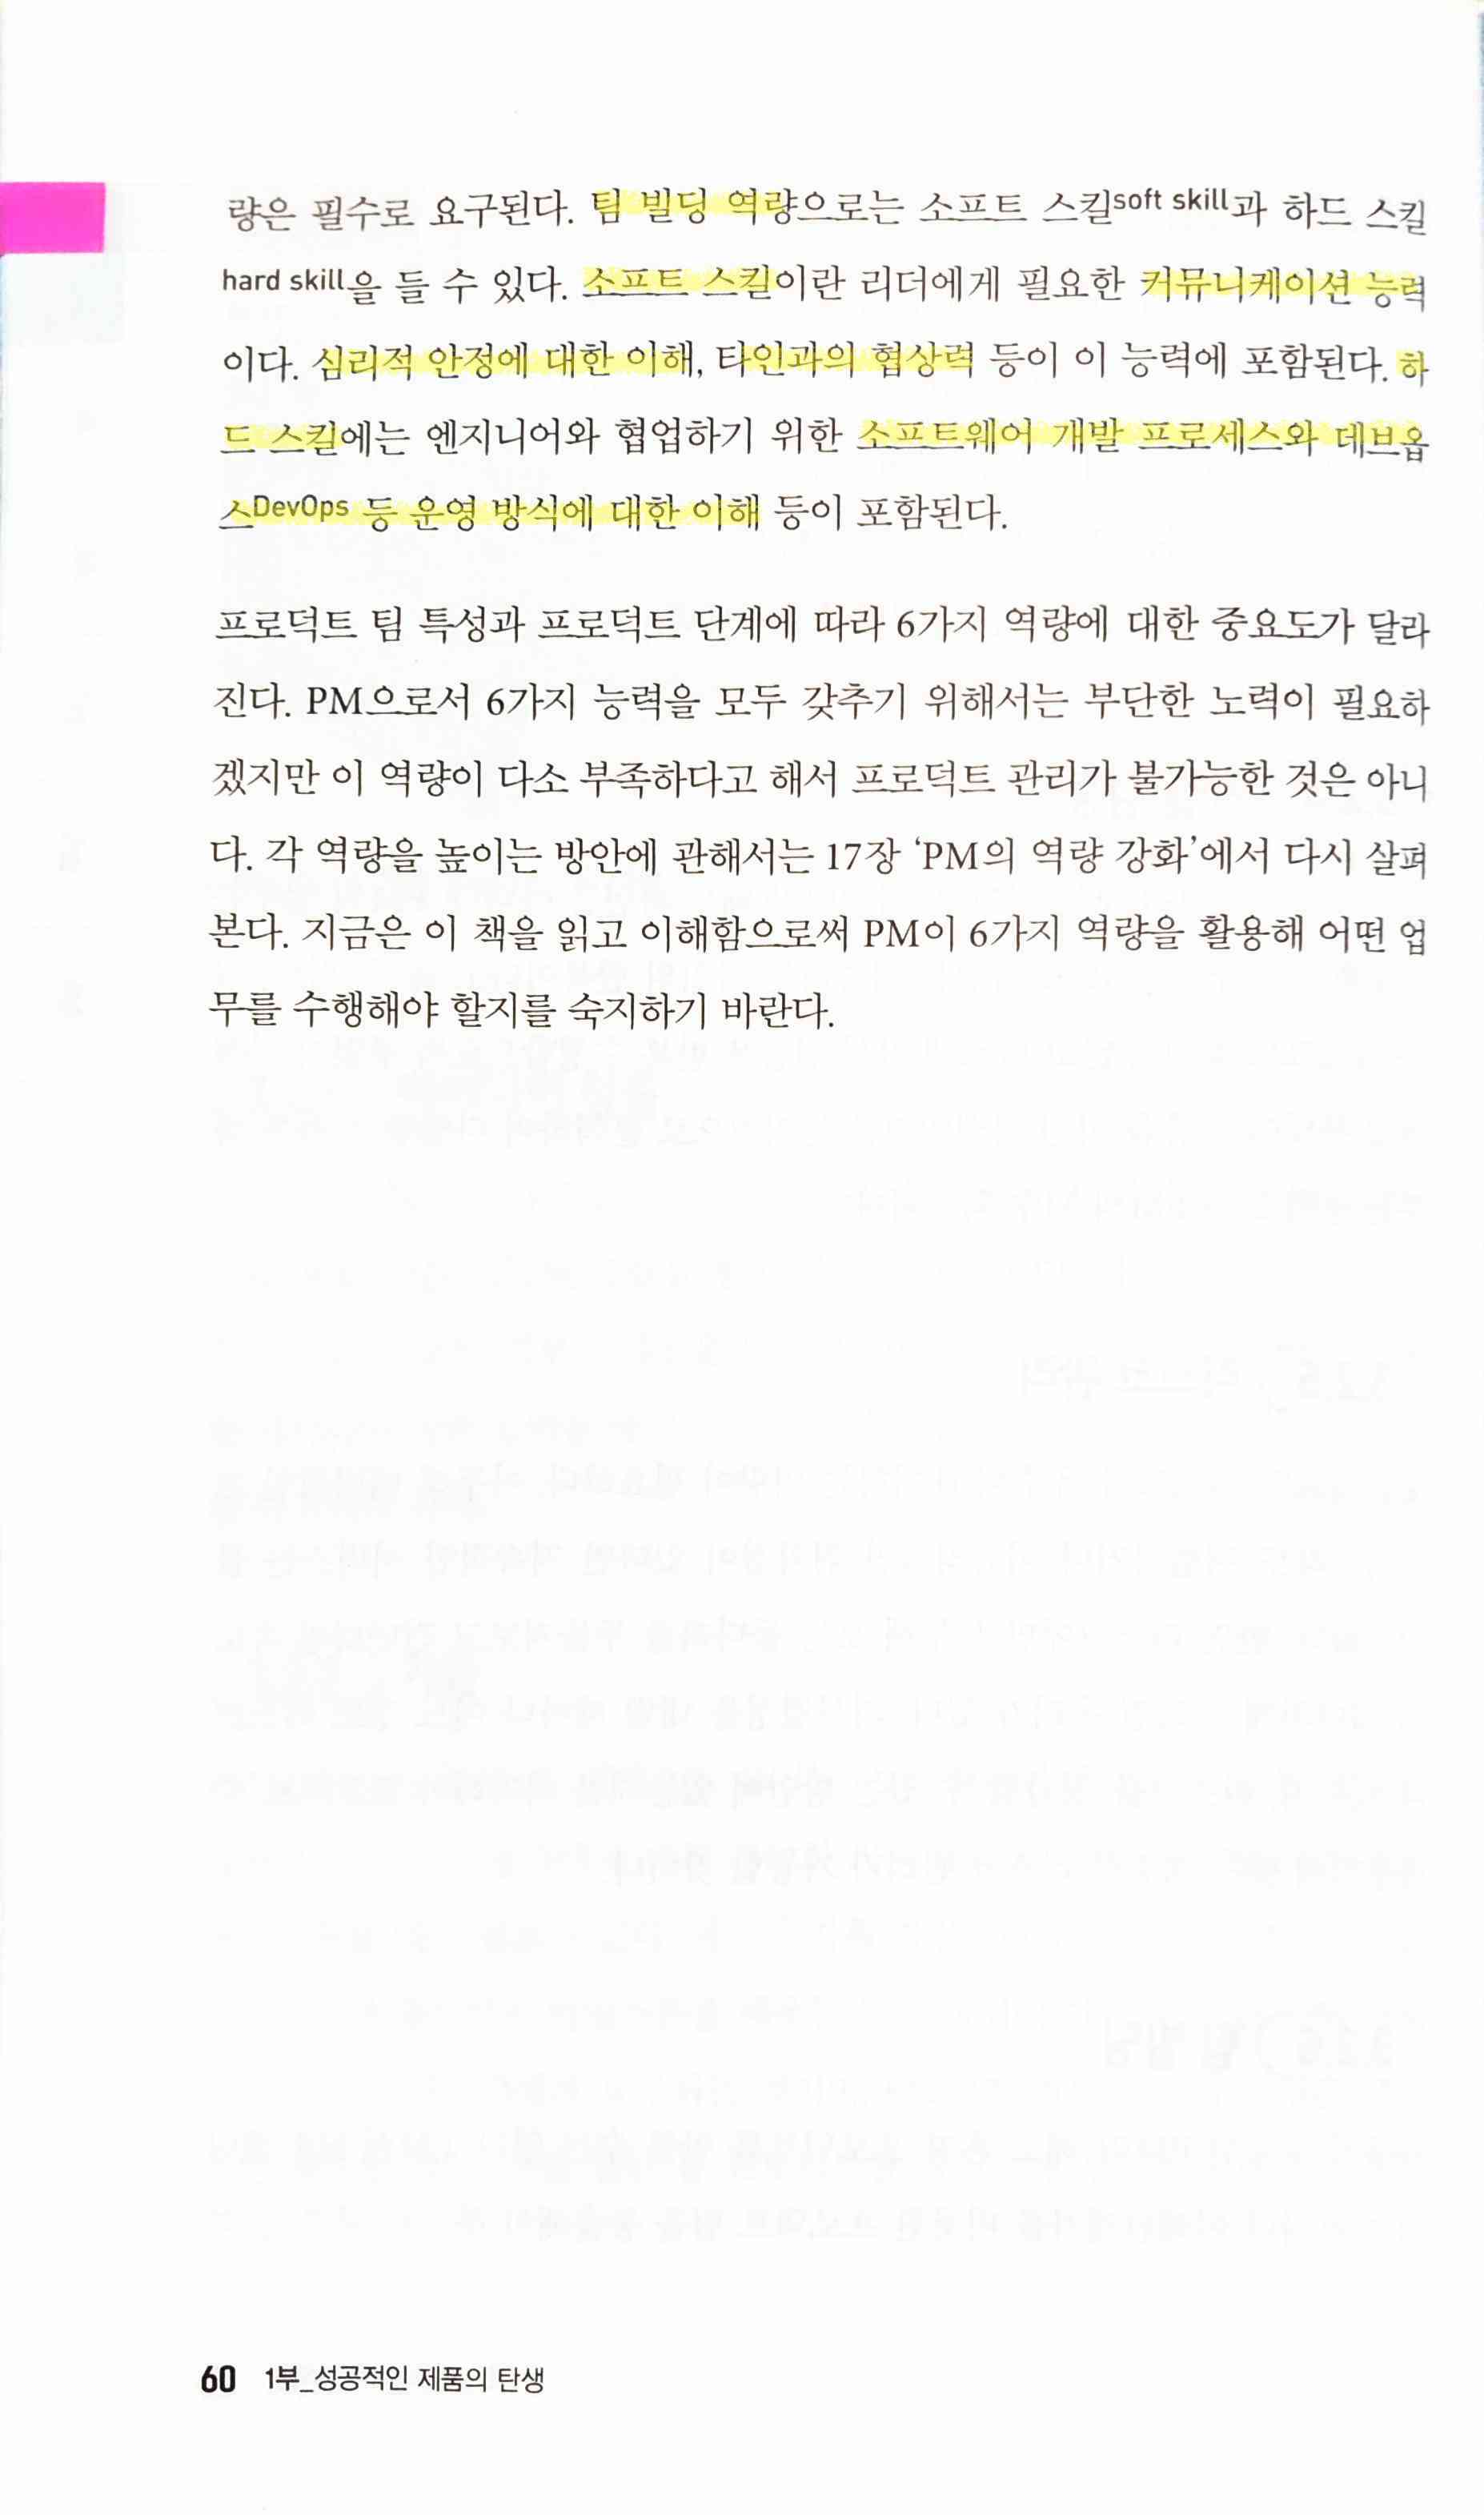 량은 필수로 요구된다. 팀 빌딩 역량으로는 소프트 스킬soft skill과 하드 스킬
hard skill을 들 수 있다. 소프트 스킬이란 리더에게 필요한 커뮤니케이션 능력
이다. 심리적 안정에 대한 이해, 타인과의 협상력 등이 이 능력에 포함된다. 하
드 스킬에는 엔지니어와 협업하기 위한 소프트웨어 개발 프로세스와 데브옵
스DevOps 등 운영 방식에 대한 이해 등이 포함된다.
프로덕트 팀 특성과 프로덕트 단계에 따라 6가지 역량에 대한 중요도가 달라
진다. PM으로서 6가지 능력을 모두 갖추기 위해서는 부단한 노력이 필요하
겠지만 이 역량이 다소 부족하다고 해서 프로덕트 관리가 불가능한 것은 아니
다. 각 역량을 높이는 방안에 관해서는 17장 ‘PM의 역량 강화’에서 다시 살펴
본다. 지금은 이 책을 읽고 이해함으로써 PM이 6가지 역량을 활용해 어떤 업
무를 수행해야 할지를 숙지하기 바란다.
60 1부_성공적인 제품의 탄생